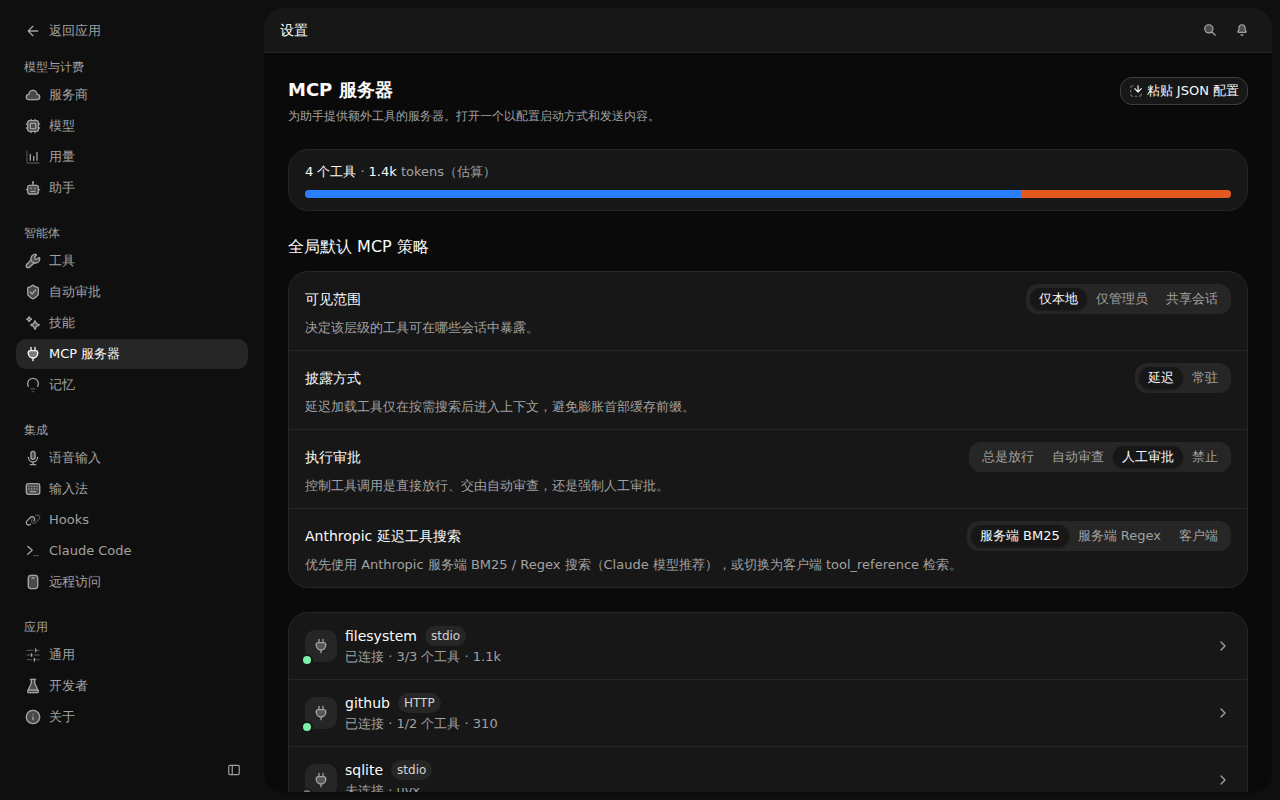 返回应用
模型与计费
服务商
模型
用量
助手
智能体
工具
自动审批
技能
MCP 服务器
记忆
集成
语音输入
输入法
Hooks
Claude Code
远程访问
应用
通用
开发者
关于
设置
MCP 服务器
粘贴 JSON 配置
为助手提供额外工具的服务器。打开一个以配置启动方式和发送内容。
4 个工具 · 1.4k tokens（估算）
全局默认 MCP 策略
可见范围
仅本地 仅管理员 共享会话
决定该层级的工具可在哪些会话中暴露。
披露方式
延迟 常驻
延迟加载工具仅在按需搜索后进入上下文，避免膨胀首部缓存前缀。
执行审批
总是放行 自动审查 人工审批 禁止
控制工具调用是直接放行、交由自动审查，还是强制人工审批。
Anthropic 延迟工具搜索
服务端 BM25 服务端 Regex 客户端
优先使用 Anthropic 服务端 BM25 / Regex 搜索（Claude 模型推荐），或切换为客户端 tool_reference 检索。
filesystem stdio
已连接 · 3/3 个工具 · 1.1k
github HTTP
已连接 · 1/2 个工具 · 310
sqlite stdio
未连接 · uvx